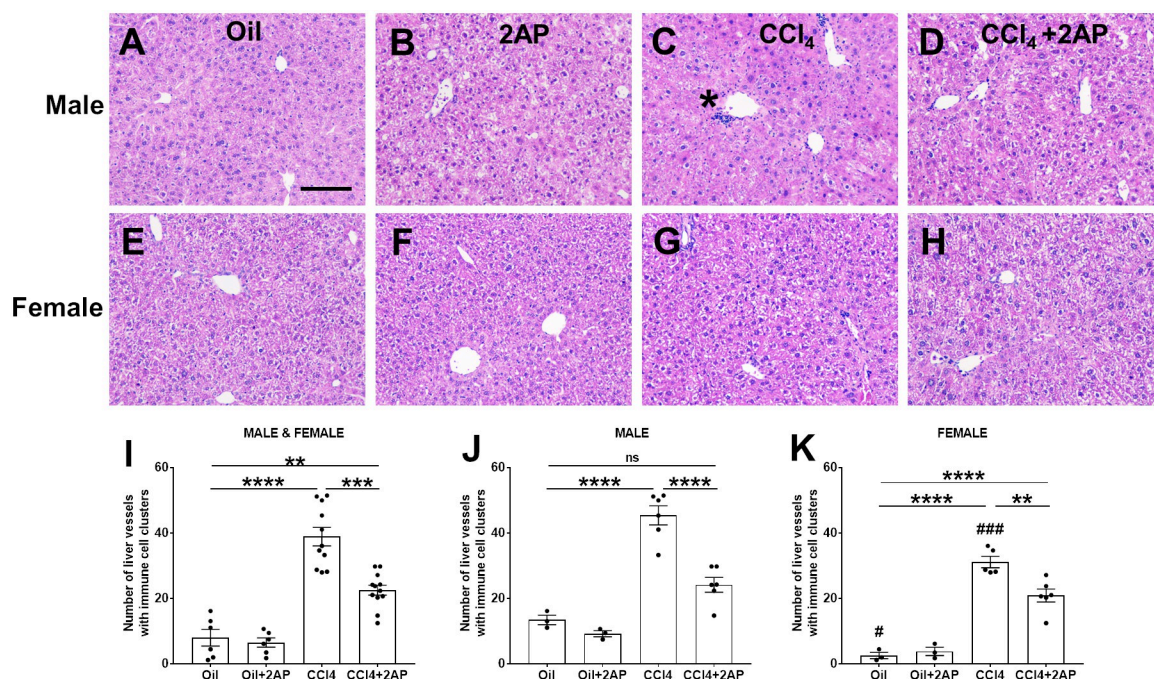 A Oil
B 2AP
C CCl₄
D CCl₄ +2AP
Male
*
E
F
G
H
Female
I
MALE & FEMALE
Number of liver vessels
with immune cell clusters
60
40
20
0
**
**** ***
Oil Oil+2AP CCl4 CCl4+2AP
J
MALE
Number of liver vessels
with immune cell clusters
60
40
20
0
ns
**** ****
Oil Oil+2AP CCl4 CCl4+2AP
K
FEMALE
Number of liver vessels
with immune cell clusters
60
40
20
0
****
**** **
###
#
Oil Oil+2AP CCl4 CCl4+2AP